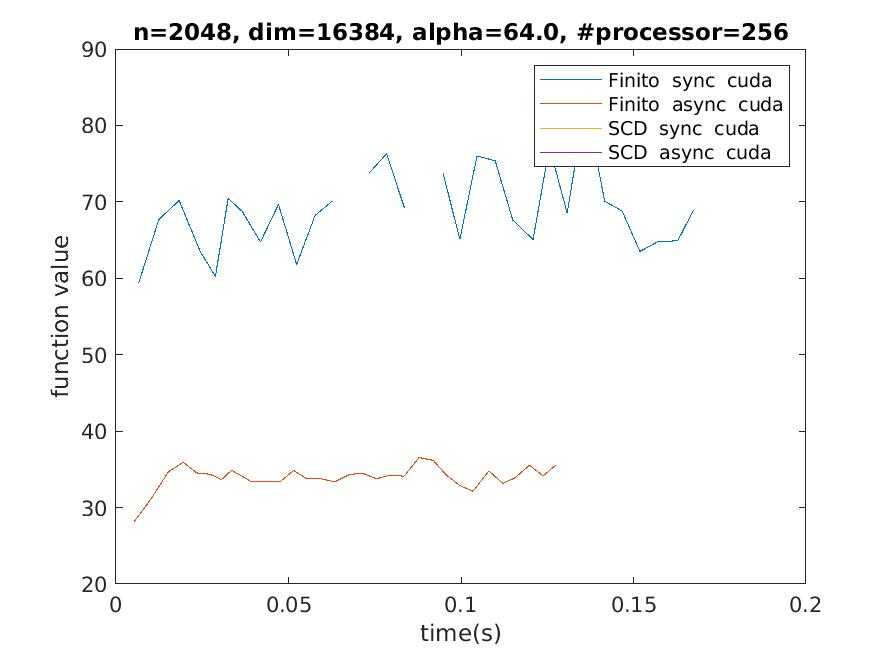 n=2048, dim=16384, alpha=64.0, #processor=256
90
80
70
60
50
40
30
20
function value
Finito sync cuda
Finito async cuda
SCD sync cuda
SCD async cuda
0 0.05 0.1 0.15 0.2
time(s)